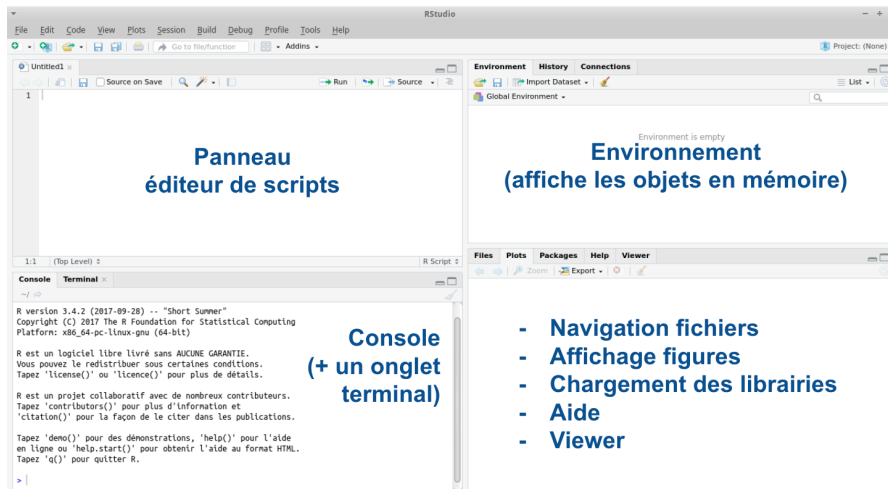 RStudio
File Edit Code View Plots Session Build Debug Profile Tools Help
Go to file/function Addins Project: (None)
Untitled1
Source on Save Run Source
1
Panneau
éditeur de scripts
1:1 (Top Level) R Script
Environment History Connections
Import Dataset List
Global Environment
Environment is empty
Environnement
(affiche les objets en mémoire)
Console Terminal
~/
R version 3.4.2 (2017-09-28) -- "Short Summer"
Copyright (C) 2017 The R Foundation for Statistical Computing
Platform: x86_64-pc-linux-gnu (64-bit)
R est un logiciel libre livré sans AUCUNE GARANTIE.
Vous pouvez le redistribuer sous certaines conditions.
Tapez 'license()' ou 'licence()' pour plus de détails.
R est un projet collaboratif avec de nombreux contributeurs.
Tapez 'contributors()' pour plus d'information et
'citation()' pour la façon de le citer dans les publications.
Tapez 'demo()' pour des démonstrations, 'help()' pour l'aide
en ligne ou 'help.start()' pour obtenir l'aide au format HTML.
Tapez 'q()' pour quitter R.
>
Console
(+ un onglet
terminal)
Files Plots Packages Help Viewer
Zoom Export
- Navigation fichiers
- Affichage figures
- Chargement des librairies
- Aide
- Viewer